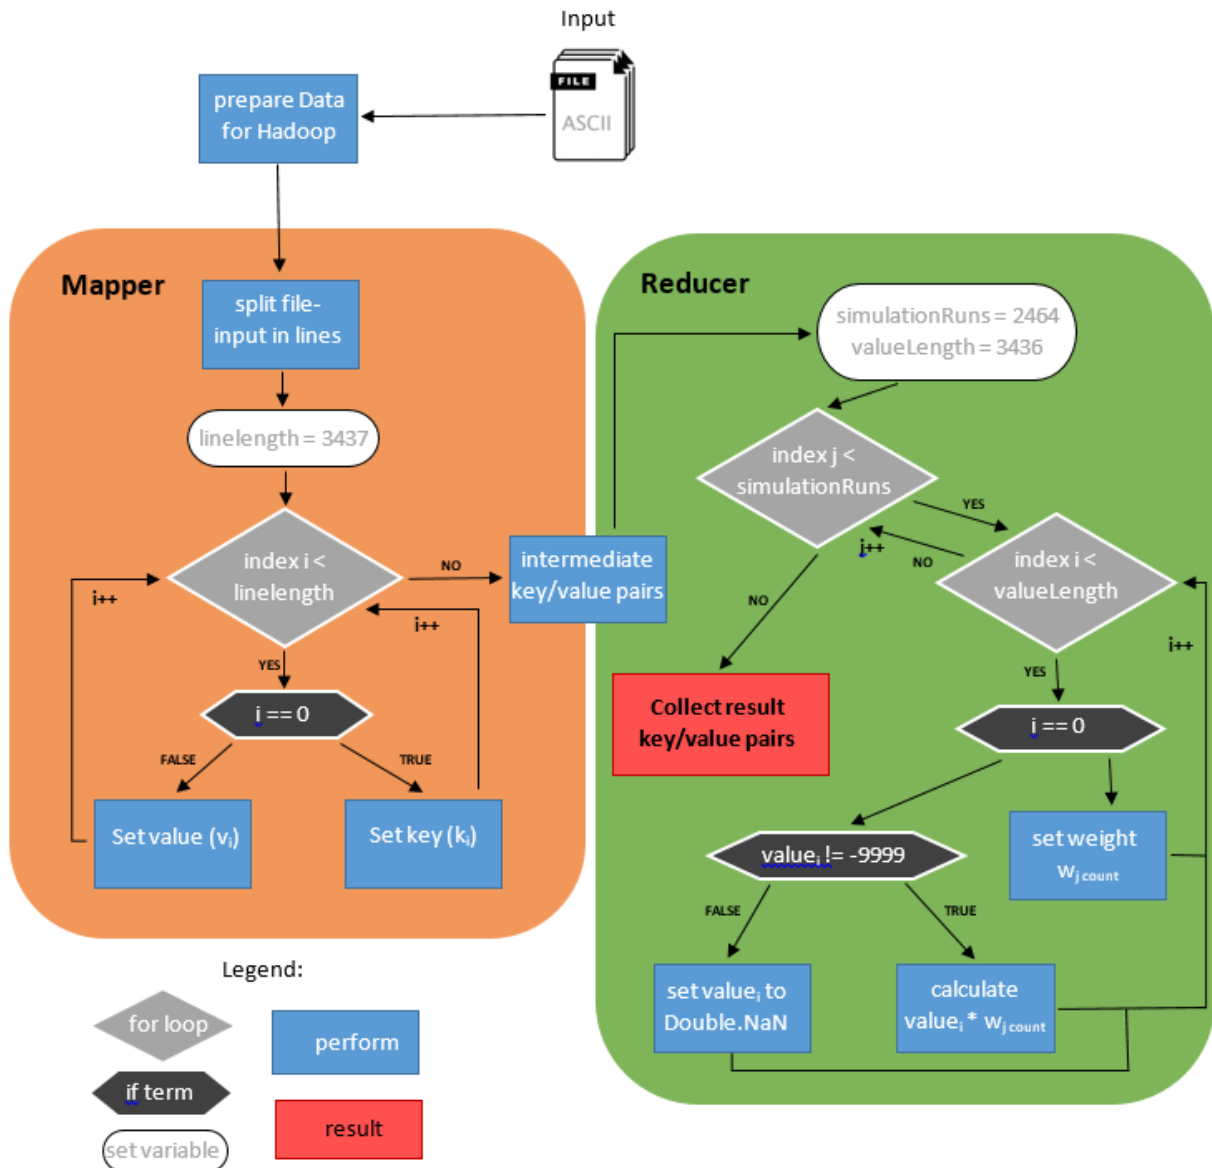 Input
FILE
ASCII
prepare Data
for Hadoop
Mapper
split file-
input in lines
linelength = 3437
index i <
linelength
NO
i++
i++
YES
i == 0
FALSE
TRUE
Set value (vᵢ)
Set key (kᵢ)
intermediate
key/value pairs
Reducer
simulationRuns = 2464
valueLength = 3436
index j <
simulationRuns
YES
j++
NO
index i <
valueLength
NO
i++
YES
Collect result
key/value pairs
i == 0
set weight
w j count
valueᵢ != -9999
FALSE
TRUE
set valueᵢ to
Double.NaN
calculate
valueᵢ * w j count
Legend:
for loop
perform
if term
result
set variable